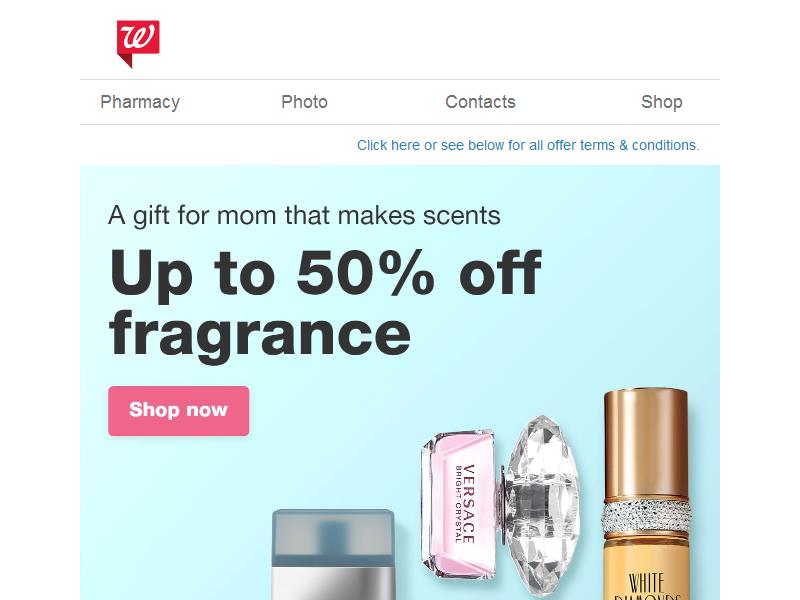 W
Pharmacy Photo Contacts Shop
Click here or see below for all offer terms & conditions.
A gift for mom that makes scents
Up to 50% off
fragrance
Shop now
VERSACE
BRIGHT CRYSTAL
WHITE
DIAMONDS